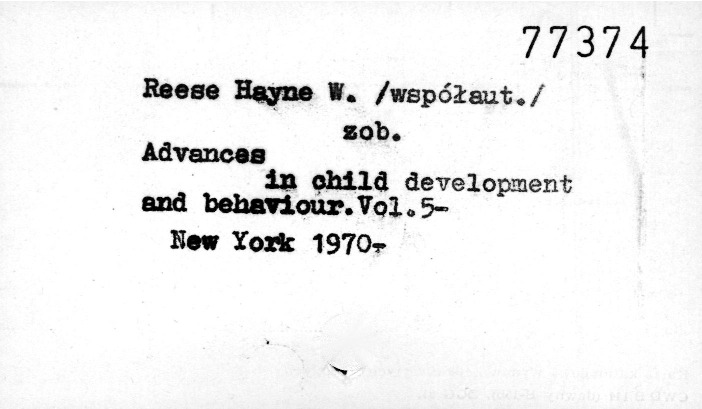 77374
Reese Hayne W. /współaut./
zob.
Advances
in child development
and behaviour.Vol.5-
New York 1970-